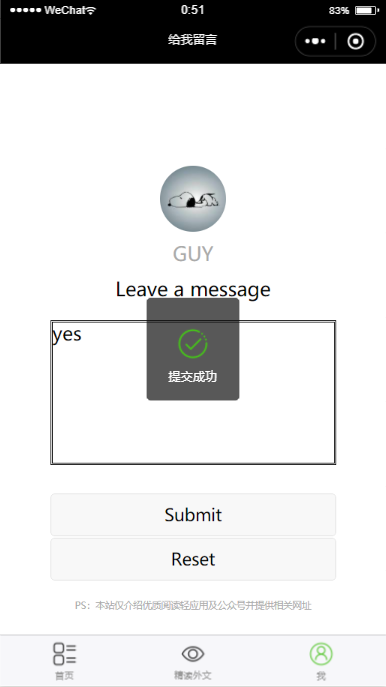 WeChat 0:51 83%
给我留言
GUY
Leave a message
yes
提交成功
Submit
Reset
PS：本站仅介绍优质阅读轻应用及公众号并提供相关网址
首页 精读外文 我